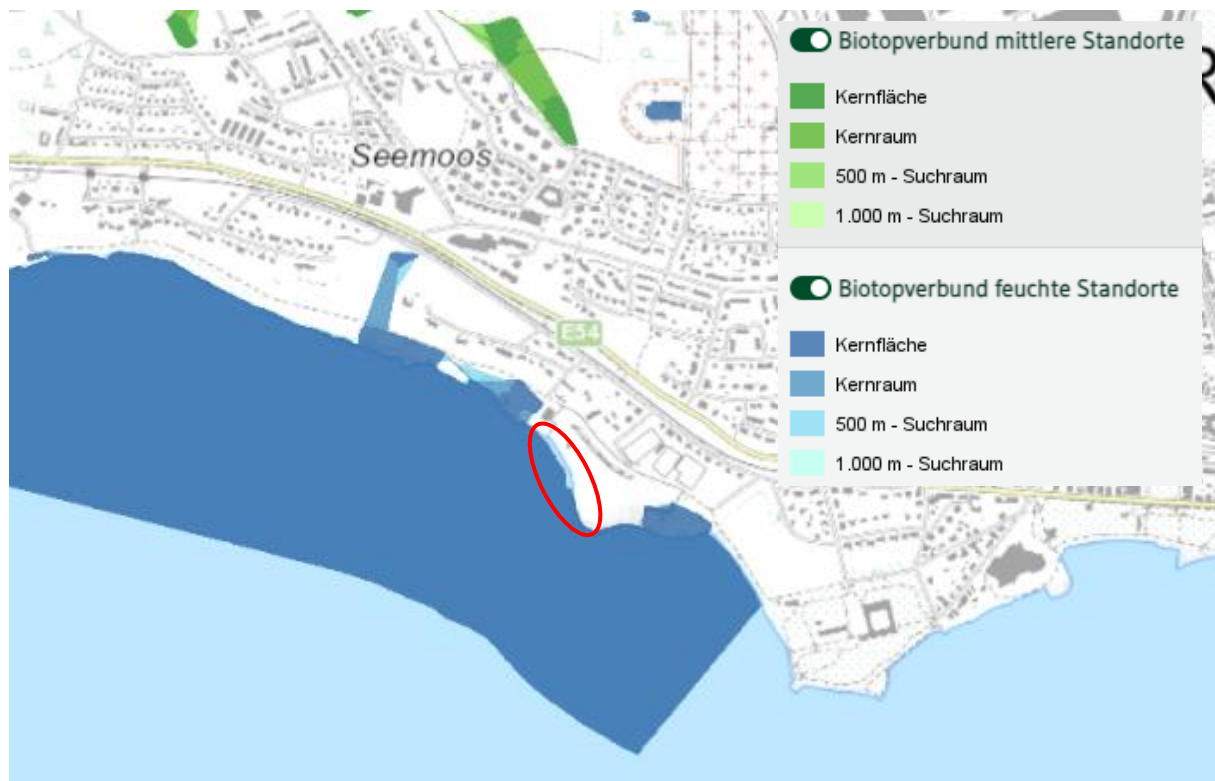 Biotopverbund mittlere Standorte
Kernfläche
Kernraum
500 m - Suchraum
1.000 m - Suchraum
Biotopverbund feuchte Standorte
Kernfläche
Kernraum
500 m - Suchraum
1.000 m - Suchraum
Seemoos
E54